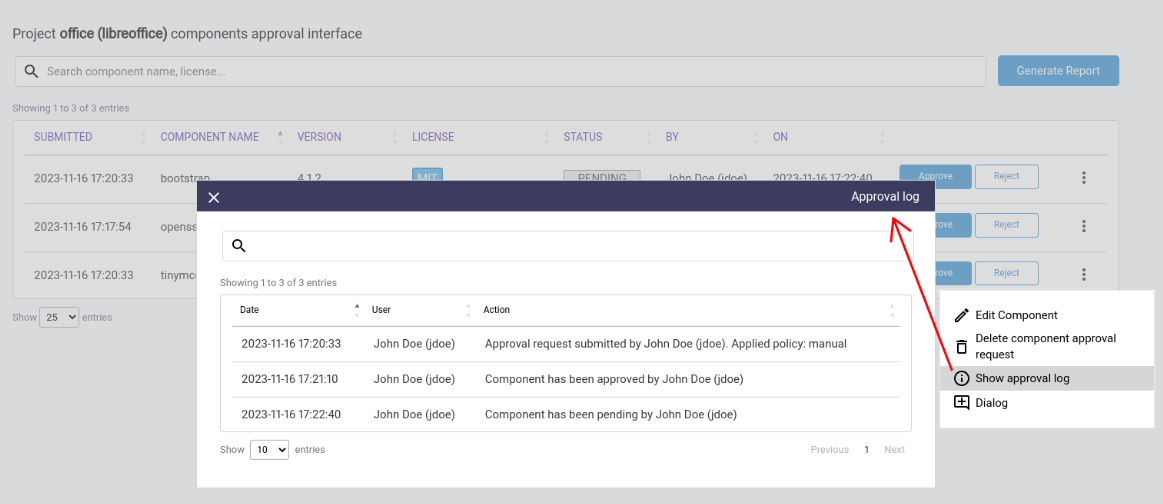 Project office (libreoffice) components approval interface
Search component name, license...
Generate Report
Showing 1 to 3 of 3 entries
SUBMITTED COMPONENT NAME VERSION LICENSE STATUS BY ON
2023-11-16 17:20:33 bootstrap 4.1.2 MIT PENDING John Doe (jdoe) 2023-11-16 17:22:40 Approve Reject
2023-11-16 17:17:54 Reject
2023-11-16 17:20:33 Reject
Show 25 entries
Approval log
Showing 1 to 3 of 3 entries
Date User Action
2023-11-16 17:20:33 John Doe (jdoe) Approval request submitted by John Doe (jdoe). Applied policy: manual
2023-11-16 17:21:10 John Doe (jdoe) Component has been approved by John Doe (jdoe)
2023-11-16 17:22:40 John Doe (jdoe) Component has been pending by John Doe (jdoe)
Show 10 entries
Previous 1 Next
Edit Component
Delete component approval
request
Show approval log
Dialog